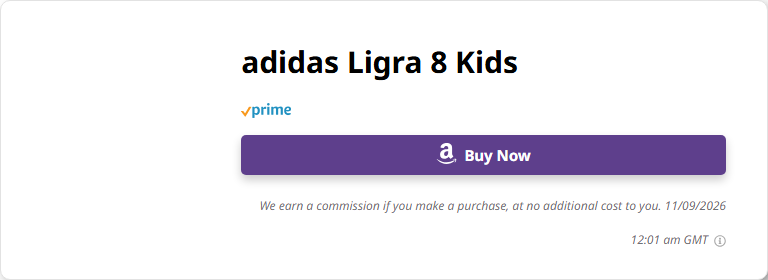 adidas Ligra 8 Kids
prime
a Buy Now
We earn a commission if you make a purchase, at no additional cost to you. 11/09/2026
12:01 am GMT